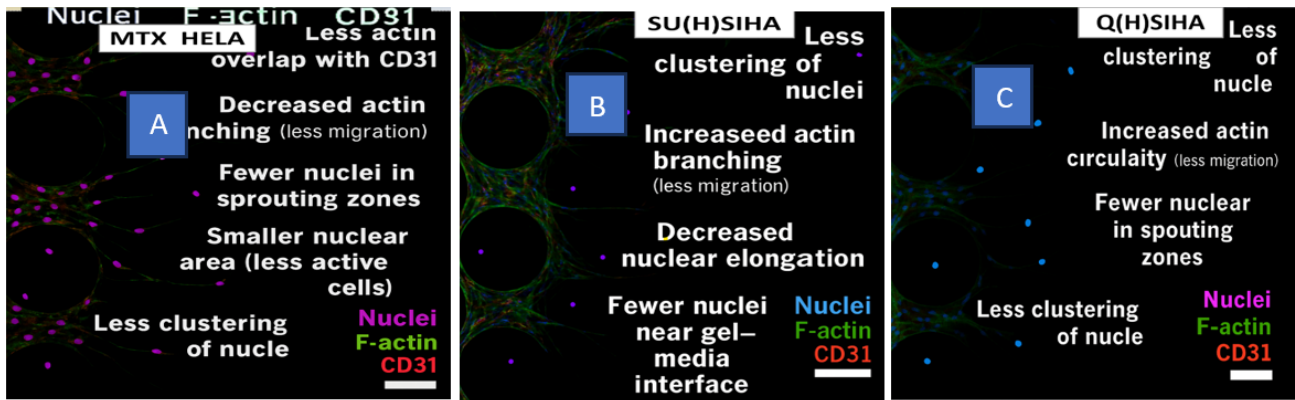 Nuclei F-actin CD31
MTX HELA
Less actin
overlap with CD31
A
Decreased actin
nching (less migration)
Fewer nuclei in
sprouting zones
Smaller nuclear
area (less active
cells)
Less clustering
of nucle
Nuclei
F-actin
CD31
SU(H)SIHA
Less
clustering of
nuclei
B
Increaseed actin
branching
(less migration)
Decreased
nuclear elongation
Fewer nuclei
near gel—
media
interface
Nuclei
F-actin
CD31
Q(H)SIHA
Less
clustering of
nucle
C
Increased actin
circulaity (less migration)
Fewer nuclear
in spouting
zones
Less clustering
of nucle
Nuclei
F-actin
CD31